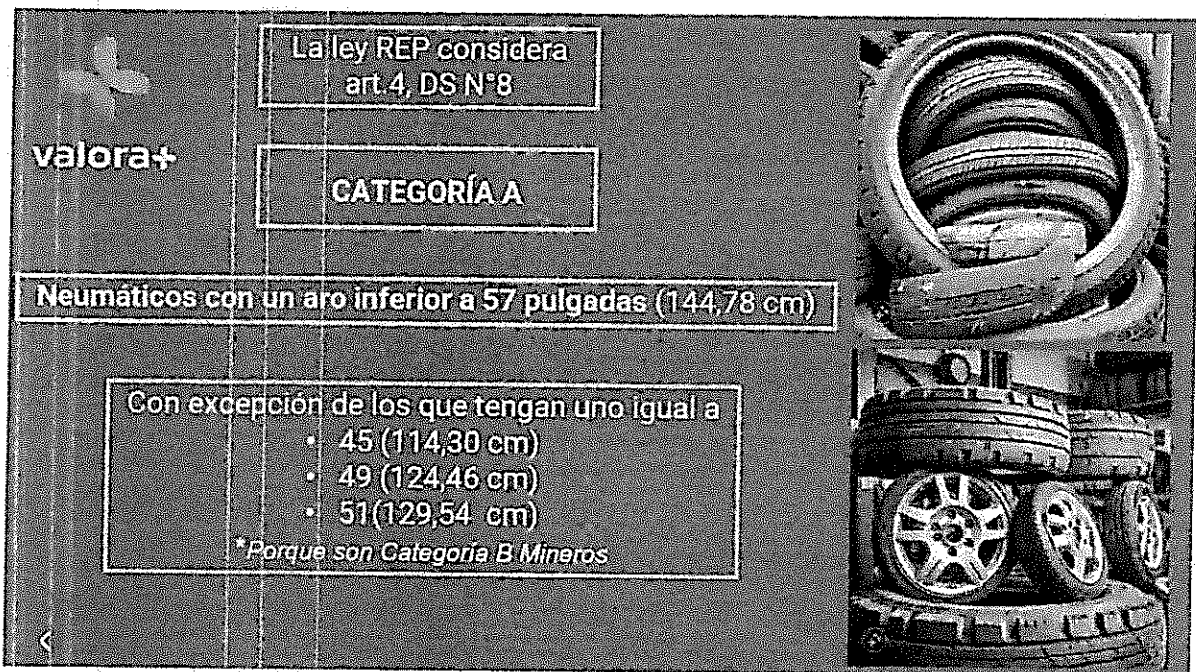 La ley REP considera
art.4, DS N°8
valora+
CATEGORÍA A
Neumáticos con un aro inferior a 57 pulgadas (144,78 cm)
Con excepción de los que tengan uno igual a
• 45 (114,30 cm)
• 49 (124,46 cm)
• 51(129,54 cm)
*Porque son Categoría B Mineros